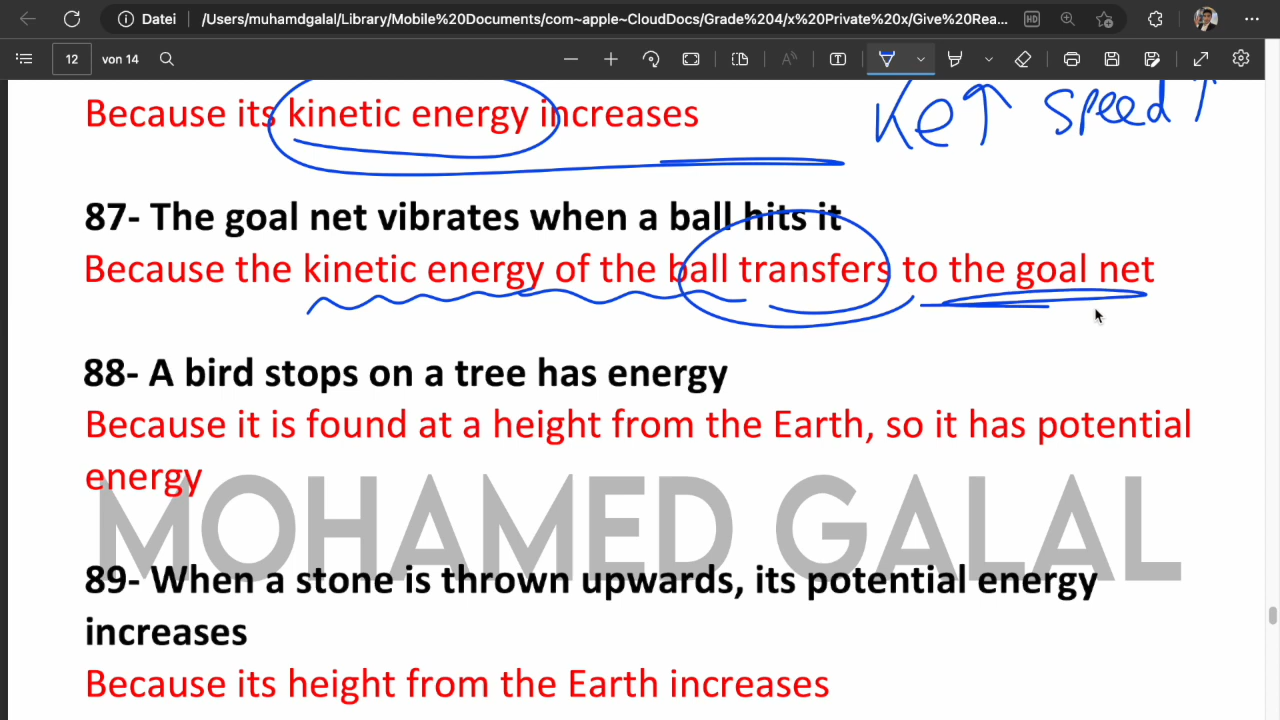 Datei
/Users/muhamdgalal/Library/Mobile%20Documents/com~apple~CloudDocs/Grade%204/x%20Private%20x/Give%20Rea...
HD
12 von 14
Because its kinetic energy increases
Ke↑ speed↑
87- The goal net vibrates when a ball hits it
Because the kinetic energy of the ball transfers to the goal net
88- A bird stops on a tree has energy
Because it is found at a height from the Earth, so it has potential
energy
MOHAMED GALAL
89- When a stone is thrown upwards, its potential energy
increases
Because its height from the Earth increases